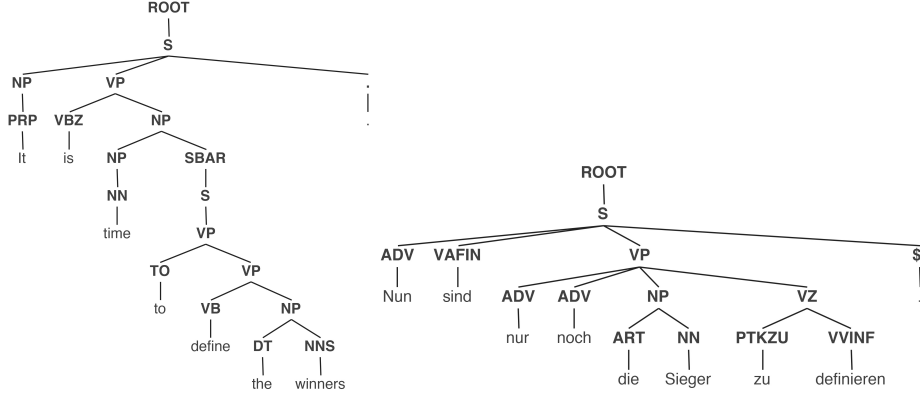 ROOT
S
NP VP .
PRP VBZ NP .
It is NP SBAR
NN S
time VP
TO VP
to VB NP
define DT NNS
the winners
ROOT
S
ADV VAFIN VP $
Nun sind ADV ADV NP VZ .
nur noch ART NN PTKZU VVINF
die Sieger zu definieren